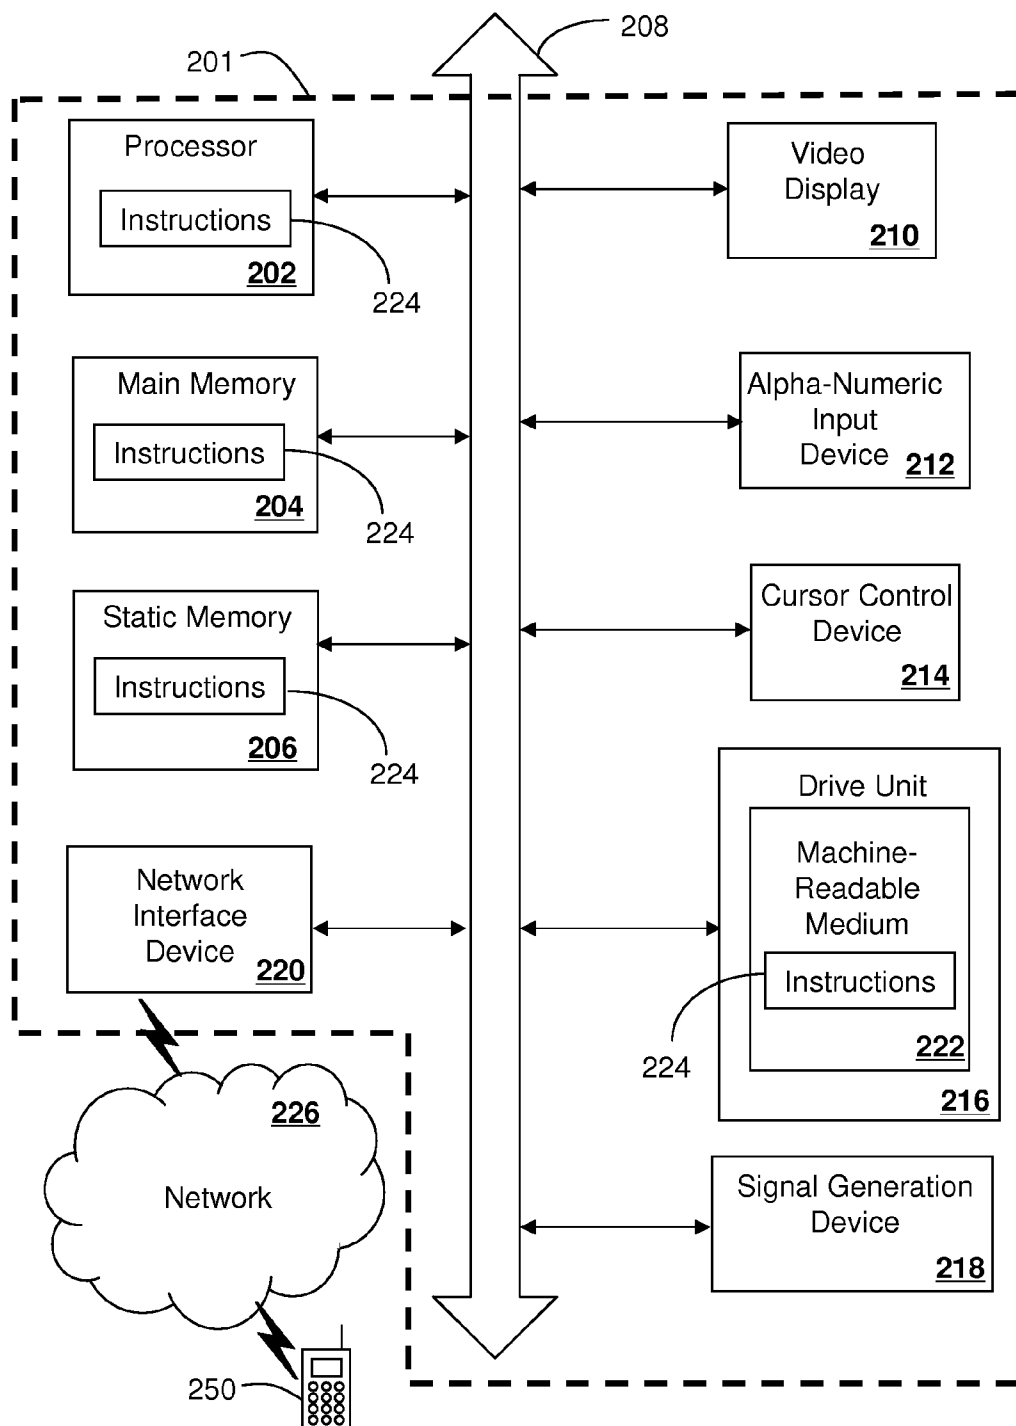 208
201
Processor
Instructions
202
224
Video
Display
210
Main Memory
Instructions
204
224
Alpha-Numeric
Input
Device
212
Static Memory
Instructions
206
224
Cursor Control
Device
214
Network
Interface
Device
220
Drive Unit
Machine-
Readable
Medium
Instructions
224
222
216
226
Network
Signal Generation
Device
218
250